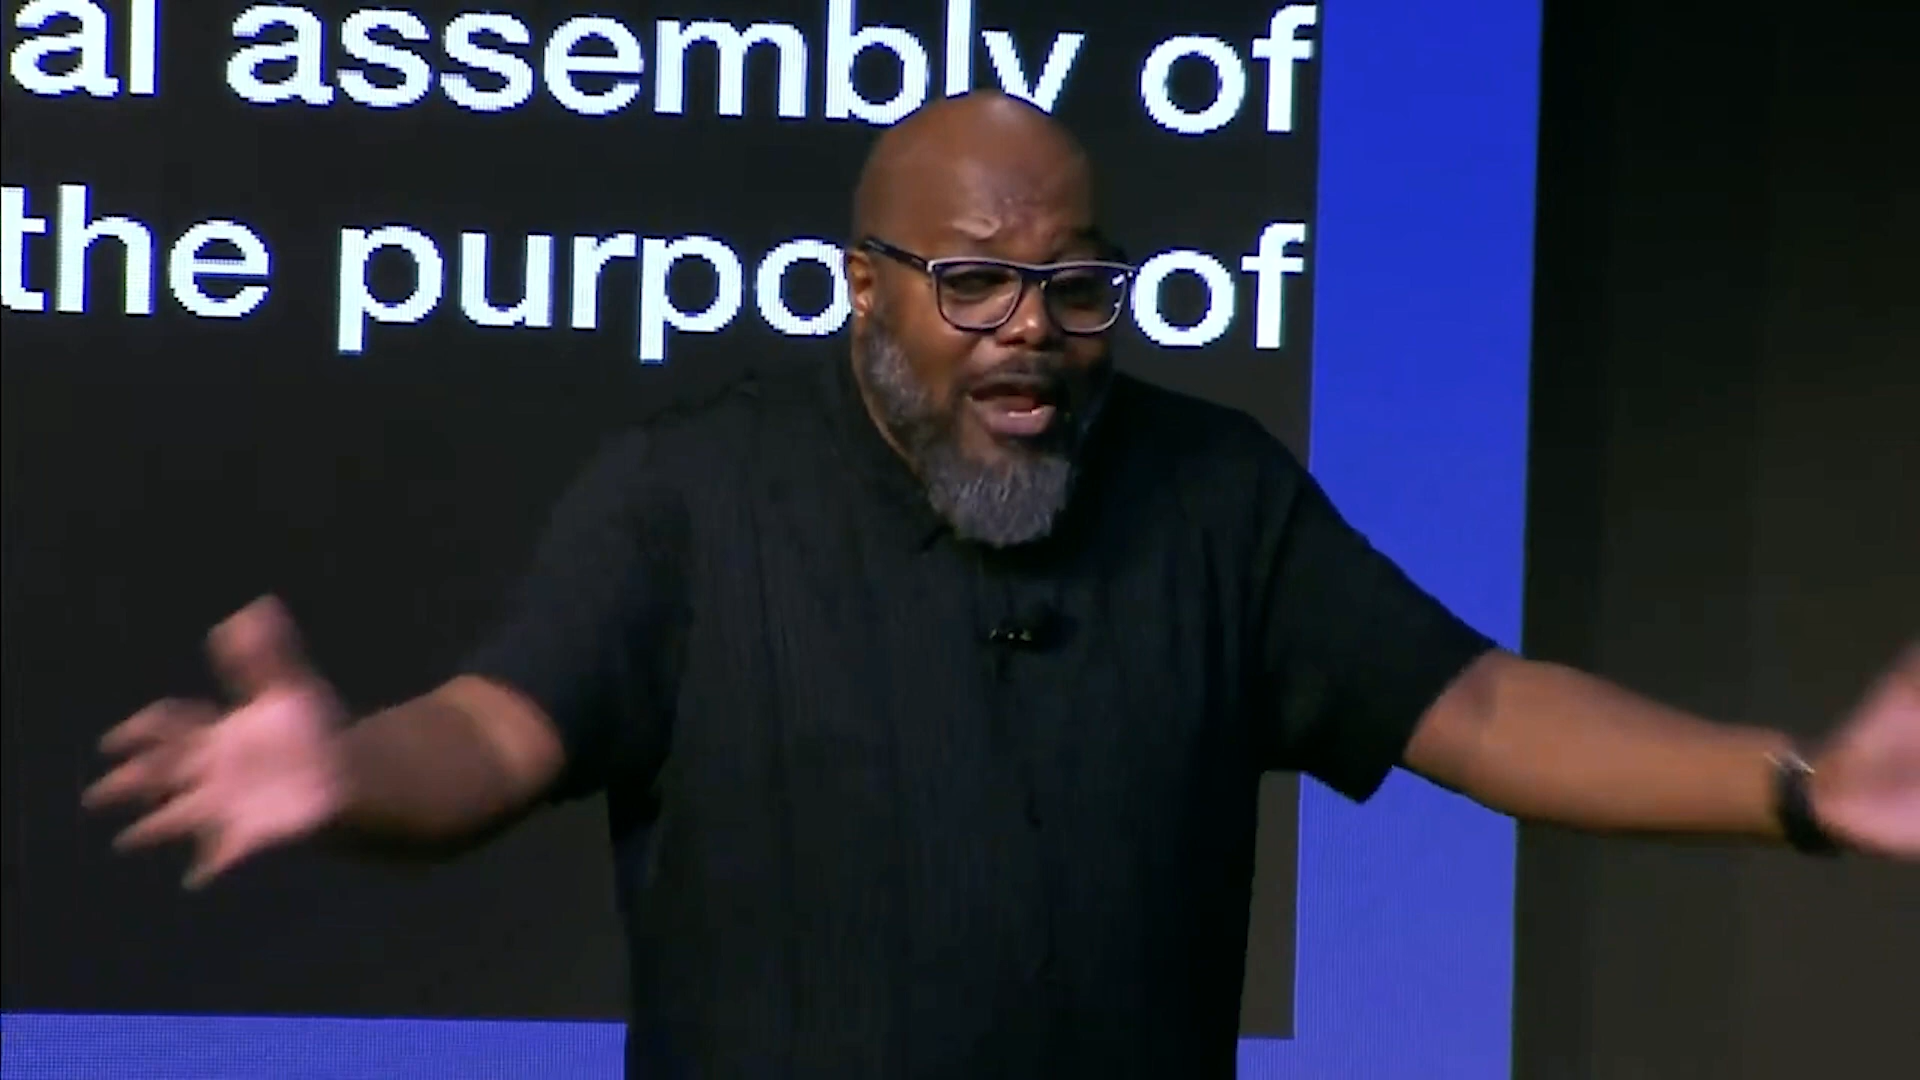 al assembly of
the purpo of